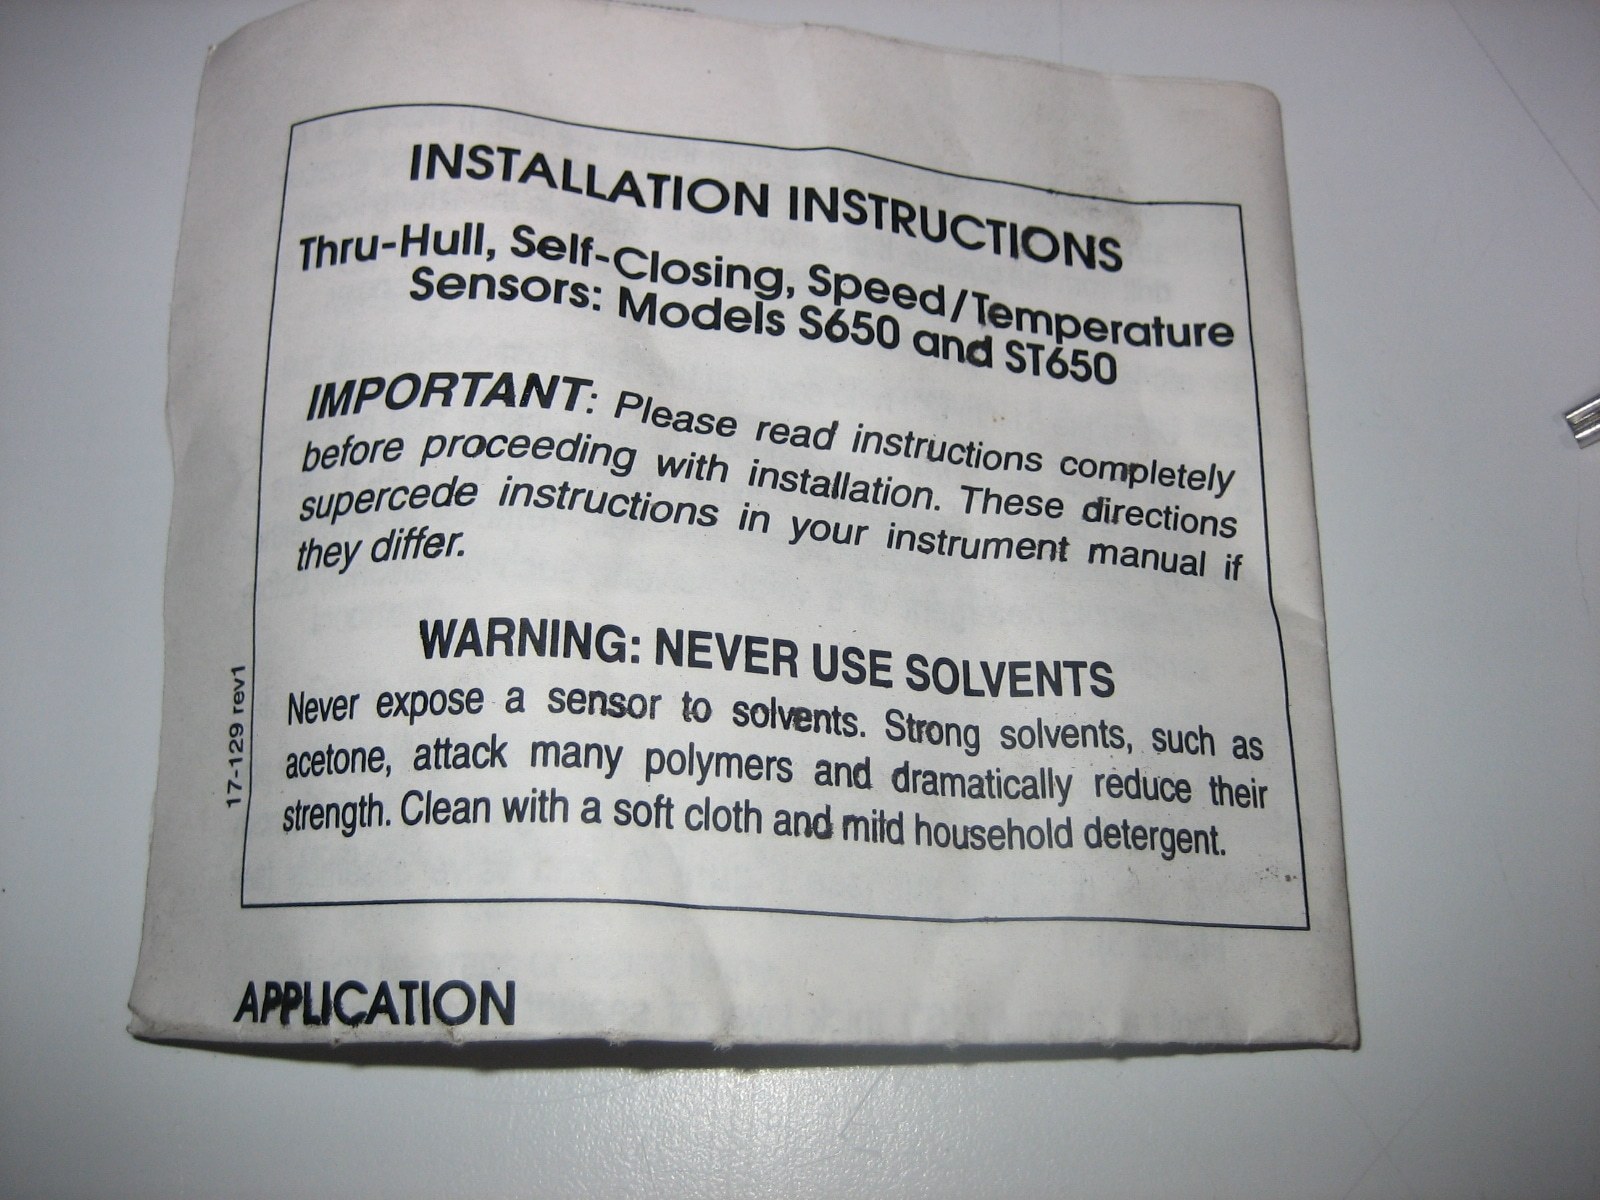 INSTALLATION INSTRUCTIONS
Thru-Hull, Self-Closing, Speed/Temperature
Sensors: Models S650 and ST650
IMPORTANT: Please read instructions completely
before proceeding with installation. These directions
supercede instructions in your instrument manual if
they differ.
WARNING: NEVER USE SOLVENTS
Never expose a sensor to solvents. Strong solvents, such as
acetone, attack many polymers and dramatically reduce their
strength. Clean with a soft cloth and mild household detergent.
17-129 rev1
APPLICATION